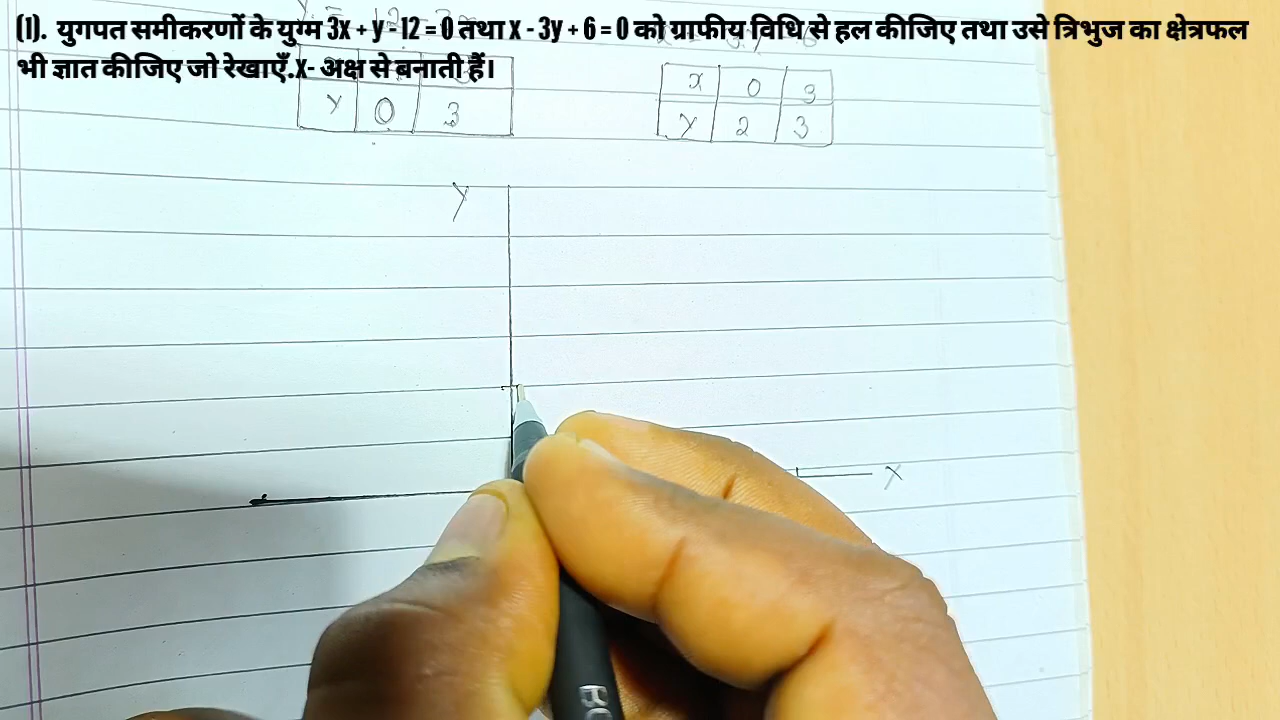 (1). युगपत समीकरणों के युग्म 3x + y - 12 = 0 तथा x - 3y + 6 = 0 को ग्राफीय विधि से हल कीजिए तथा उसे त्रिभुज का क्षेत्रफल
भी ज्ञात कीजिए जो रेखाएँ.X- अक्ष से बनाती हैं।
x 0 3
y 0 3
y 2 3
y
x